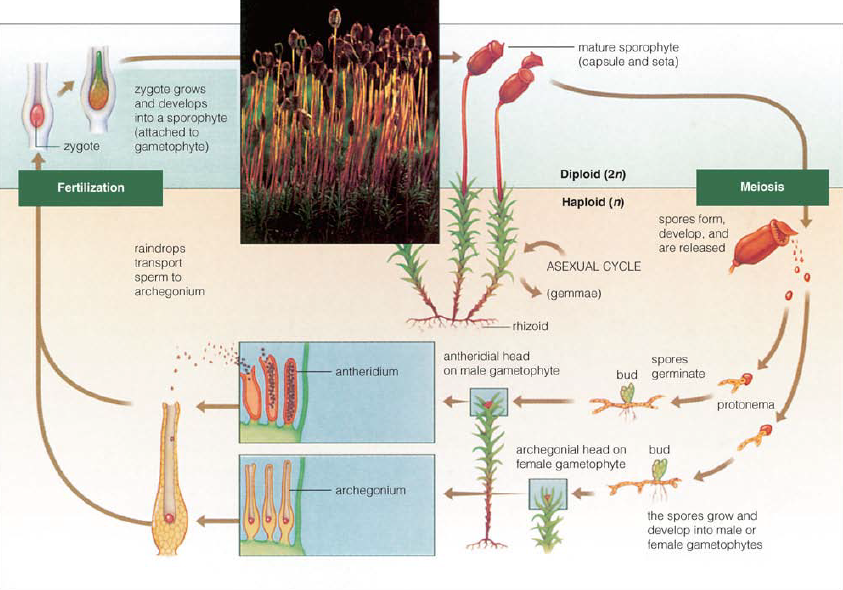 mature sporophyte
(capsule and seta)
zygote grows
and develops
into a sporophyte
(attached to
gametophyte)
zygote
Fertilization
Diploid (2n)
Haploid (n)
Meiosis
spores form,
develop, and
are released
raindrops
transport
sperm to
archegonium
ASEXUAL CYCLE
(gemmae)
rhizoid
antheridium
antheridial head
on male gametophyte
bud
spores
germinate
protonema
archegonial head on
female gametophyte
bud
archegonium
the spores grow and
develop into male or
female gametophytes